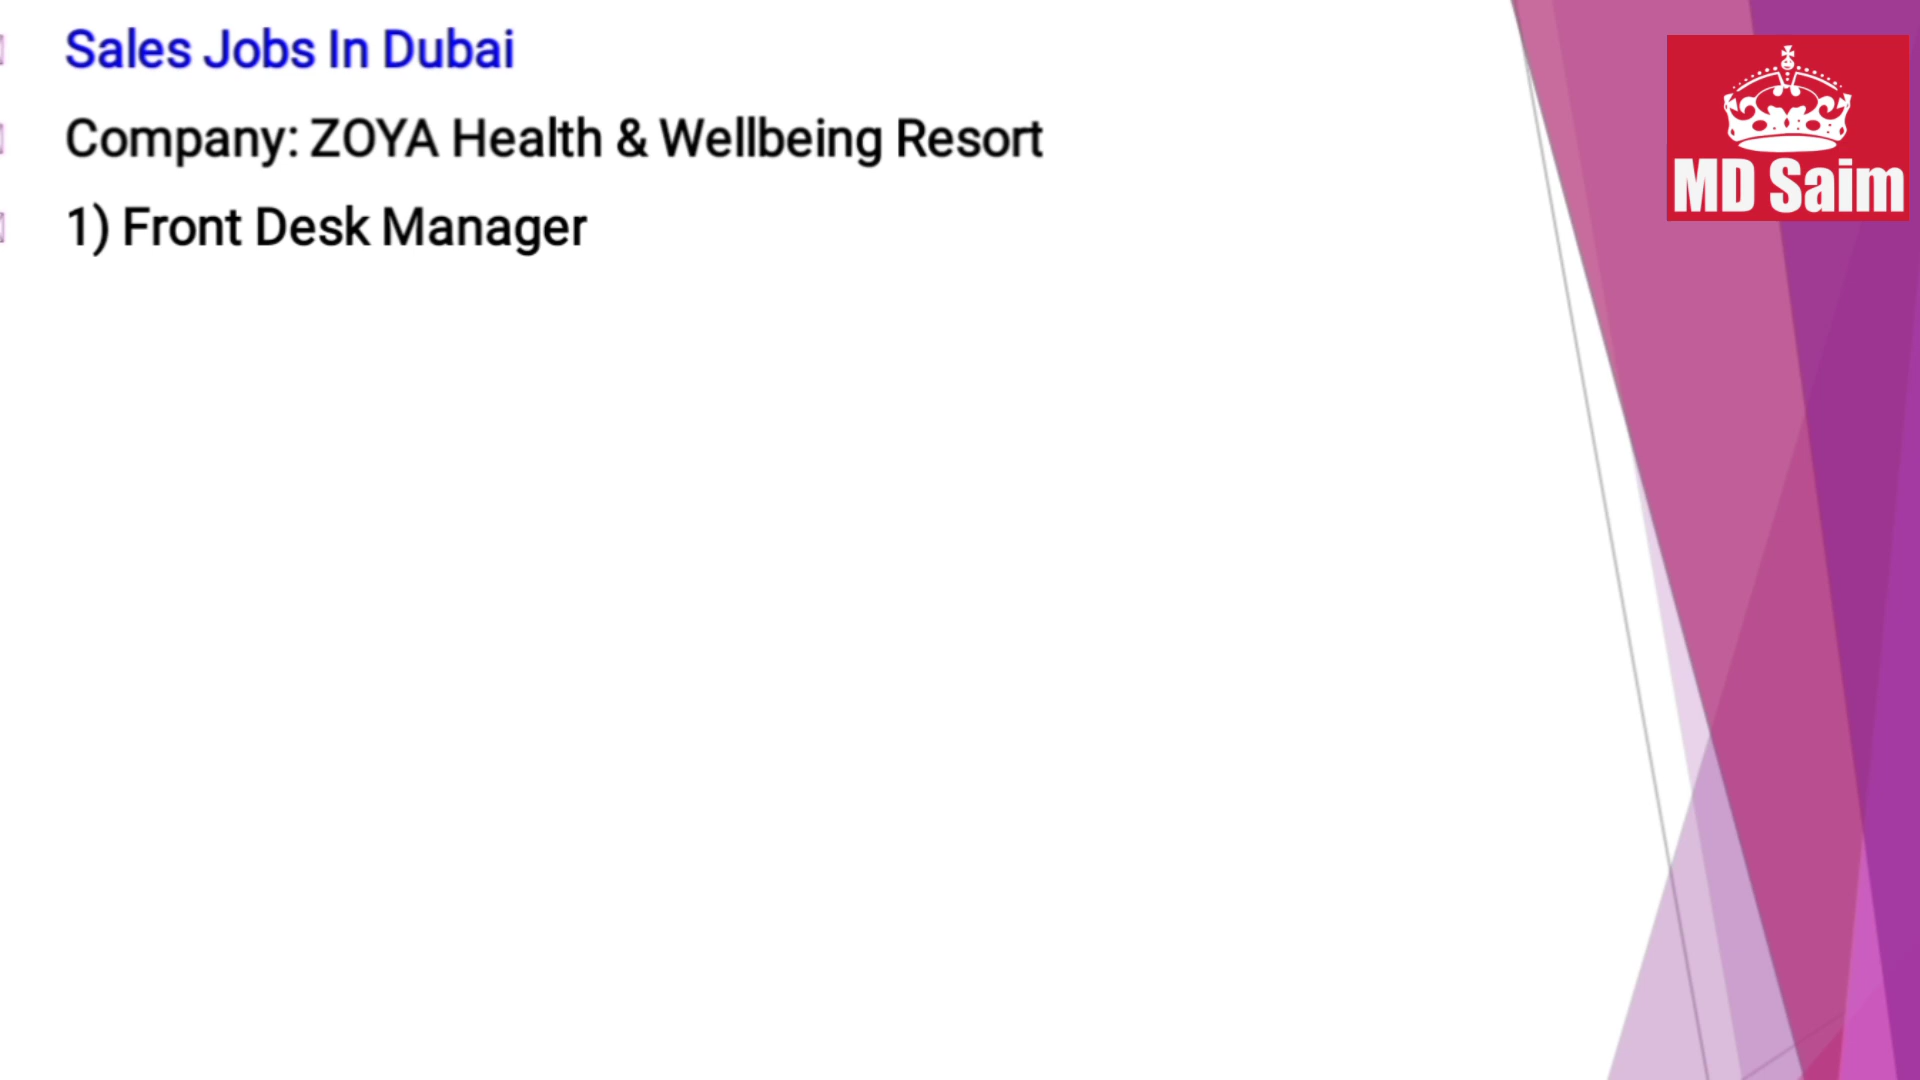 Sales Jobs In Dubai
Company: ZOYA Health & Wellbeing Resort
1) Front Desk Manager
MD Saim